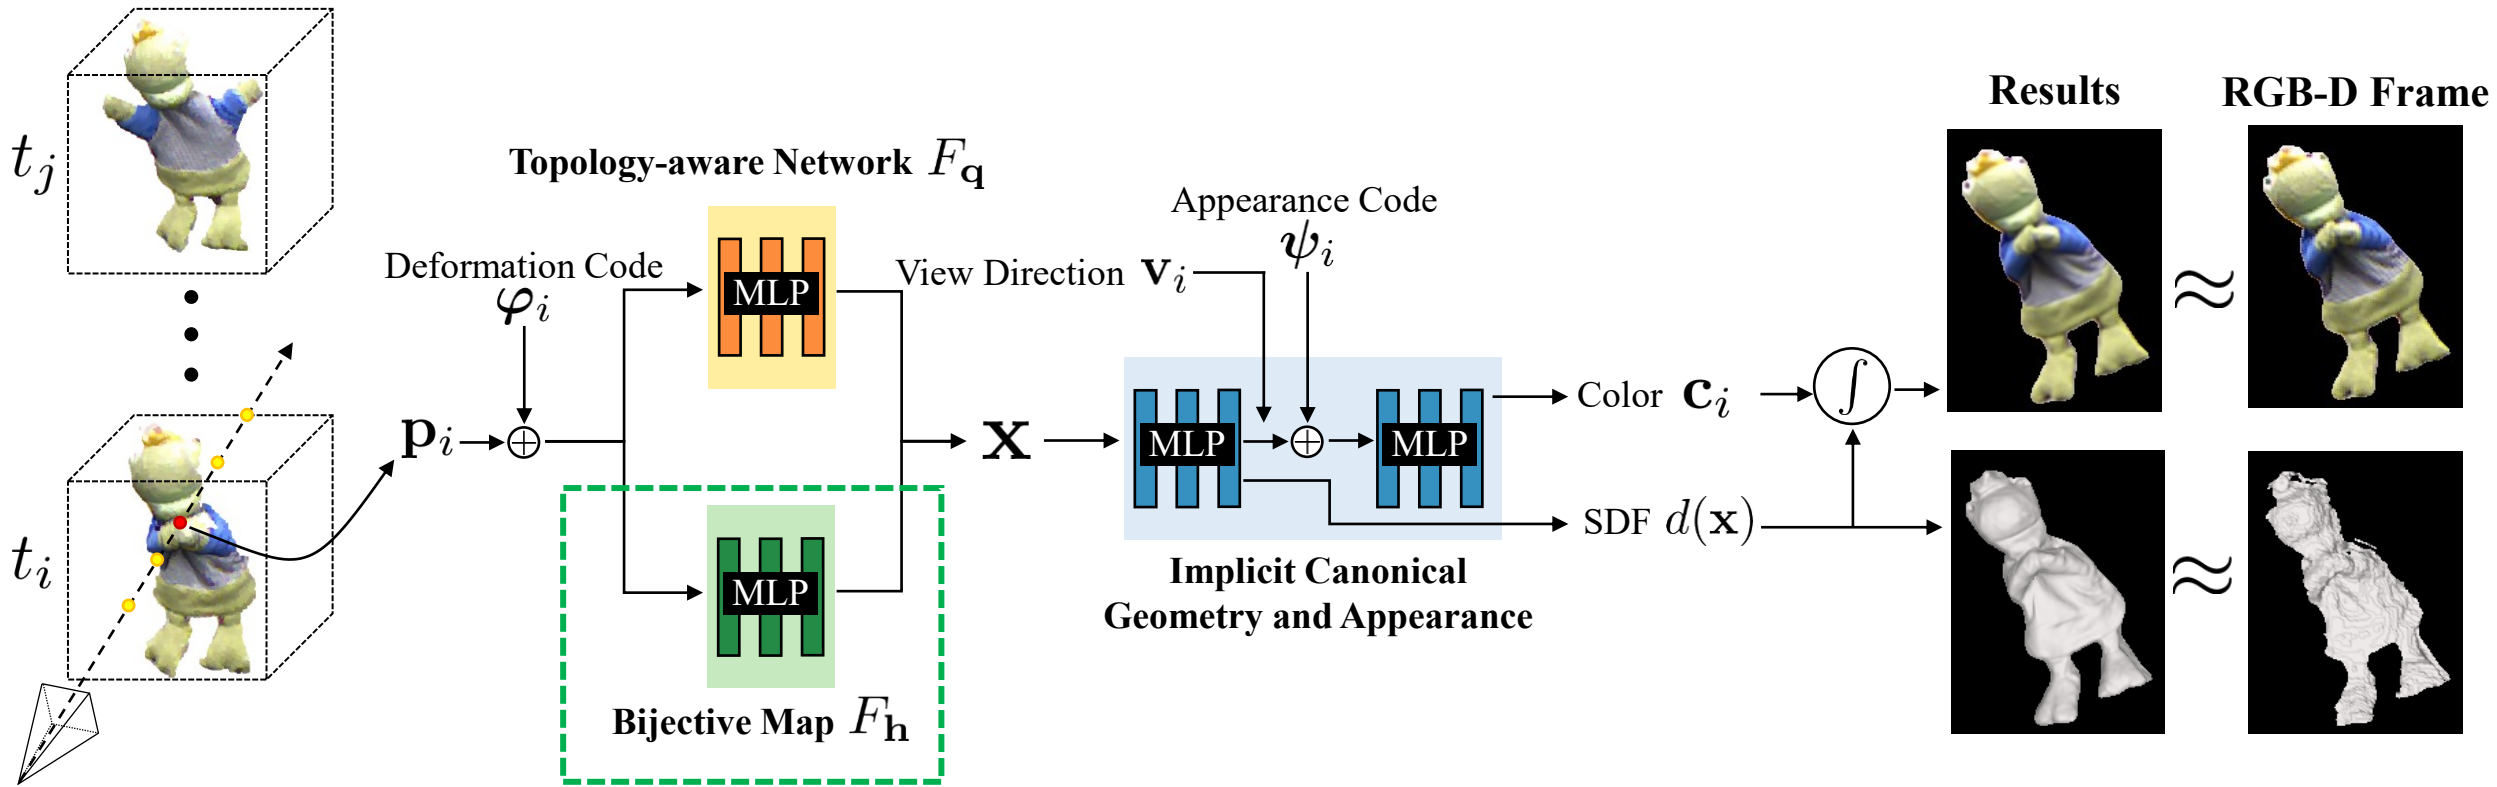 t_j
t_i
p_i
Deformation Code
φ_i
⊕
Topology-aware Network F_q
MLP
MLP
Bijective Map F_h
x
View Direction v_i
Appearance Code
ψ_i
MLP
⊕
MLP
Implicit Canonical
Geometry and Appearance
Color c_i
SDF d(x)
∫
Results
≈
≈
RGB-D Frame